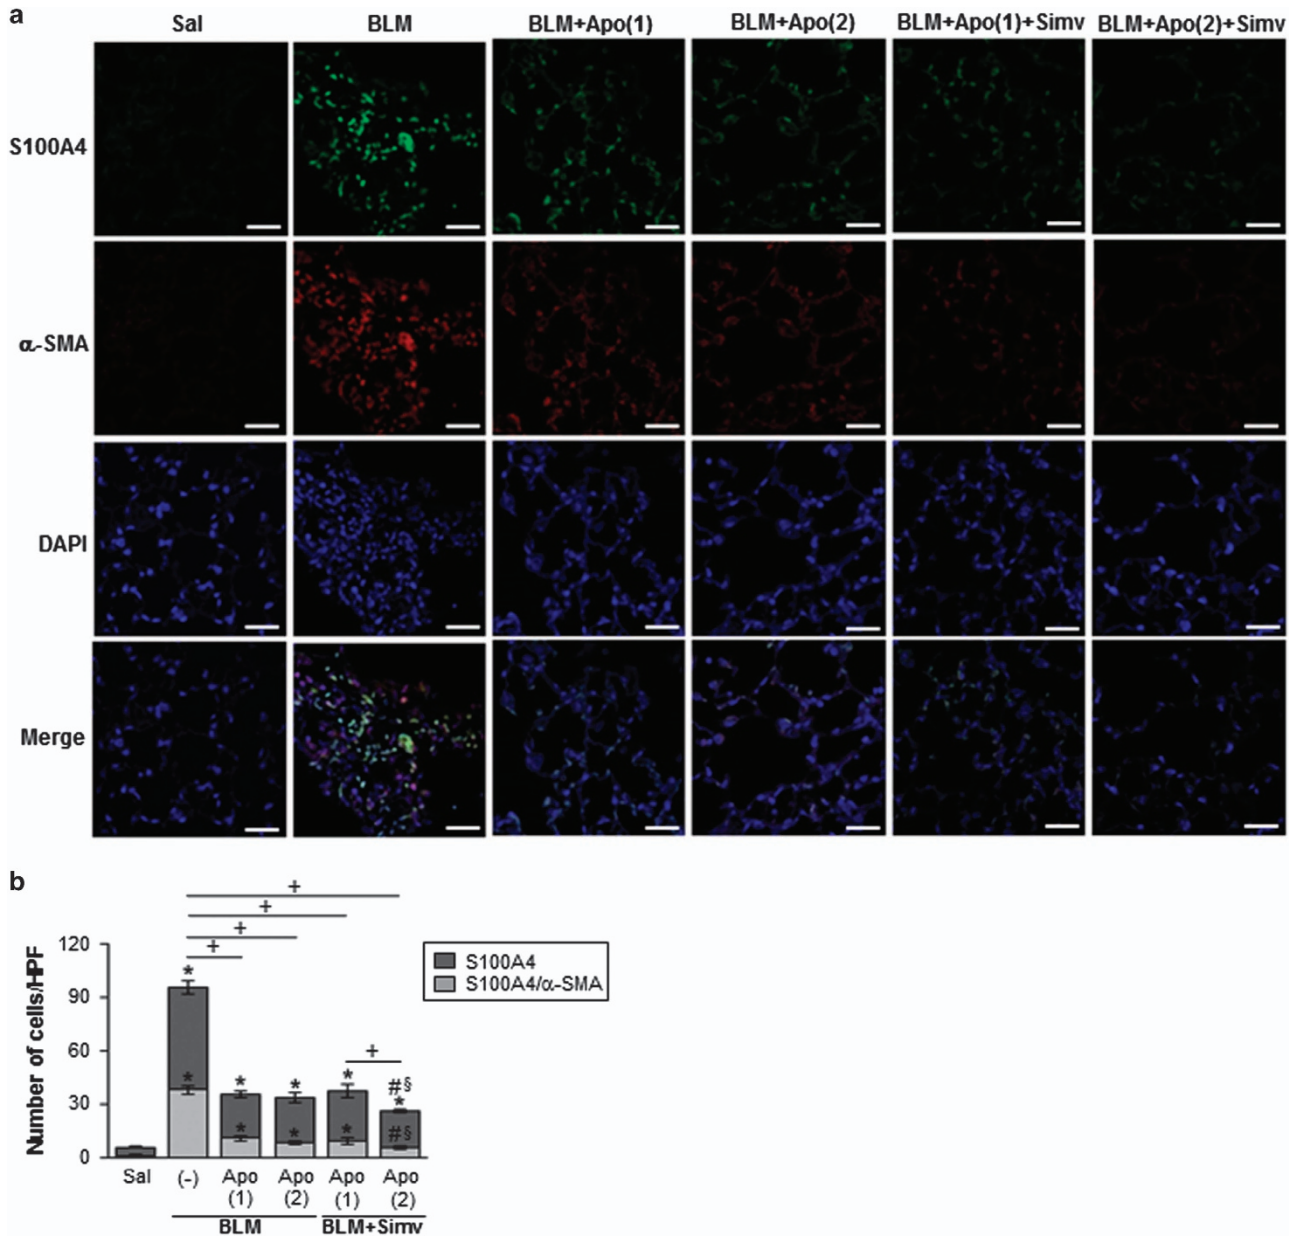 a
Sal BLM BLM+Apo(1) BLM+Apo(2) BLM+Apo(1)+Simv BLM+Apo(2)+Simv
S100A4
α-SMA
DAPI
Merge
b
+
+
+
+
120
90
60
30
0
Number of cells/HPF
S100A4
S100A4/α-SMA
*
*
*
*
*
*
+
*
*
#§
*
#§
Sal (-) Apo Apo Apo Apo
(1) (2) (1) (2)
BLM BLM+Simv